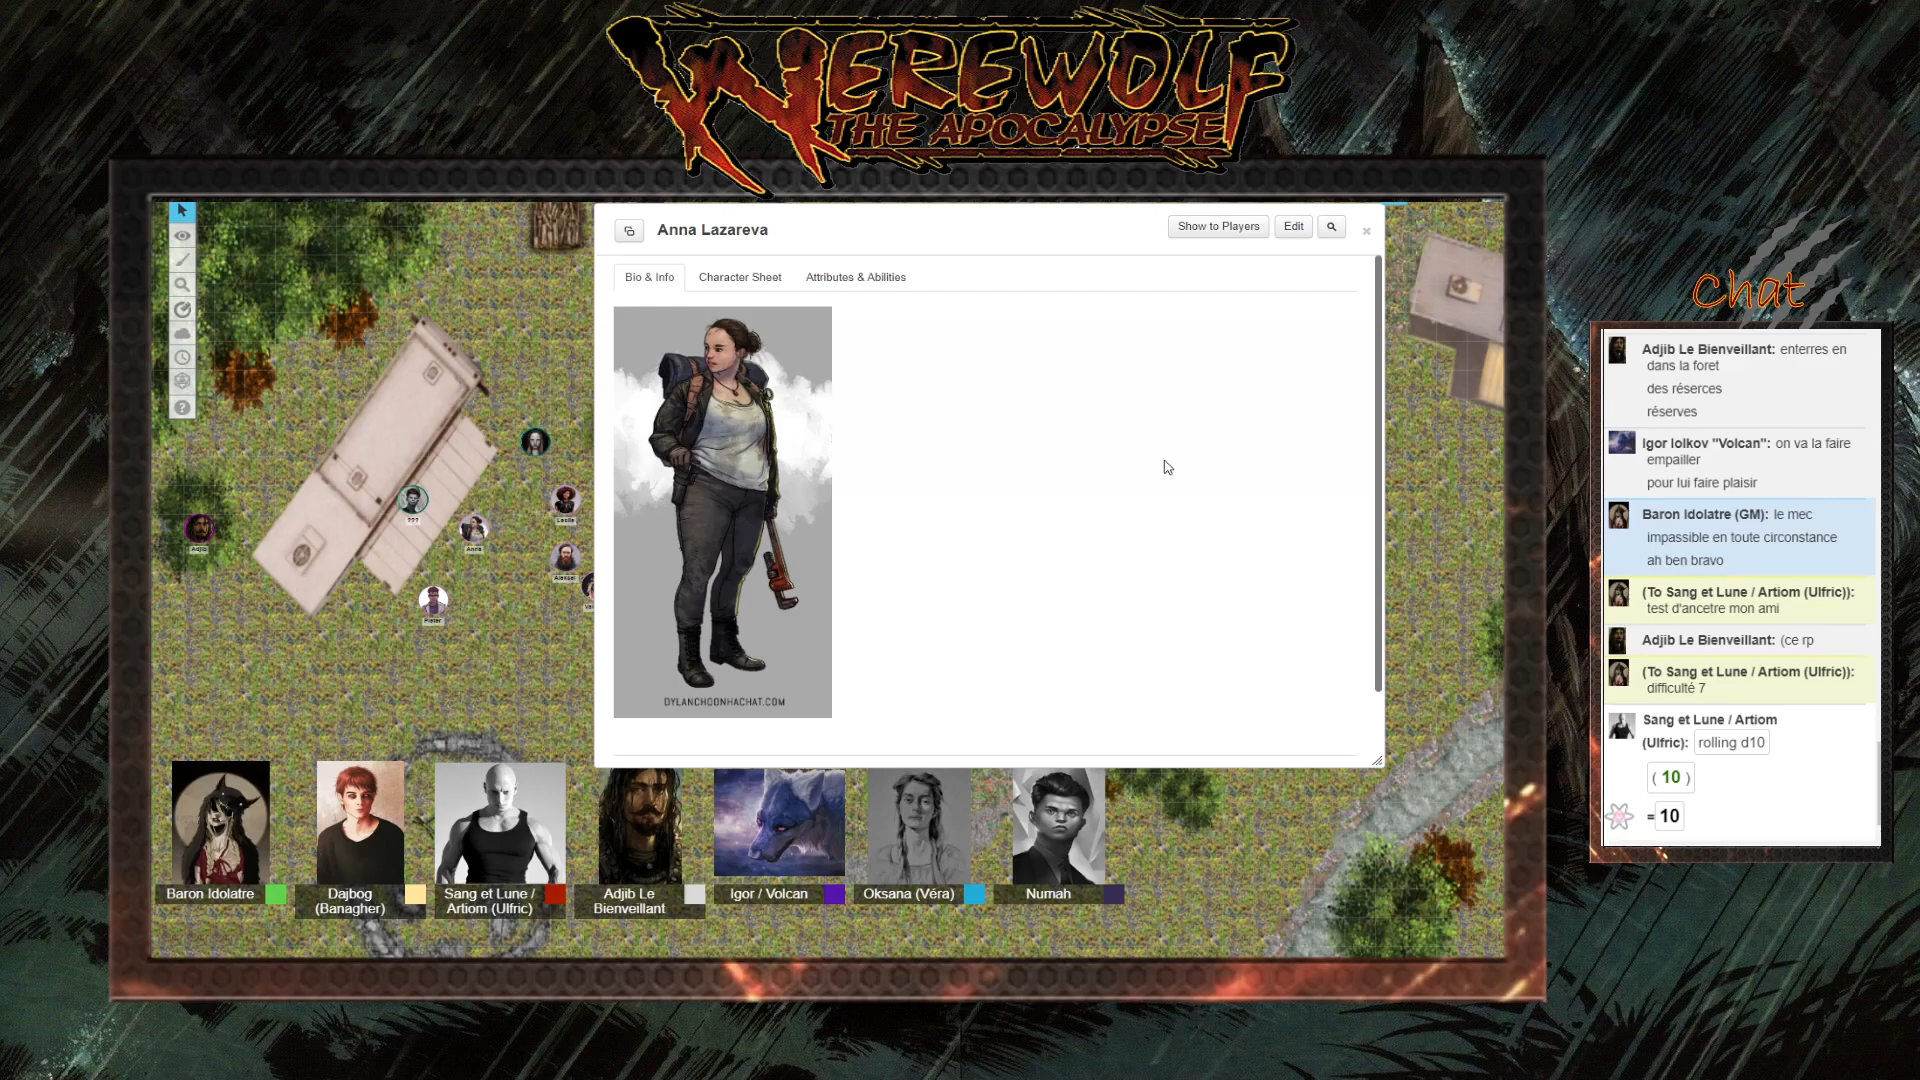 WEREWOLF
THE APOCALYPSE
Anna Lazareva
Show to Players
Edit
Bio & Info
Character Sheet
Attributes & Abilities
DYLANCHOONHACHAT.COM
Adjib
???
Anna
Leslie
Aleksei
Pieter
Baron Idolatre
Dajbog
(Banagher)
Sang et Lune /
Artiom (Ulfric)
Adjib Le
Bienveillant
Igor / Volcan
Oksana (Véra)
Numah
Chat
Adjib Le Bienveillant: enterres en
dans la foret
des réserces
réserves
Igor Iolkov "Volcan": on va la faire
empailler
pour lui faire plaisir
Baron Idolatre (GM): le mec
impassible en toute circonstance
ah ben bravo
(To Sang et Lune / Artiom (Ulfric)):
test d'ancetre mon ami
Adjib Le Bienveillant: (ce rp
(To Sang et Lune / Artiom (Ulfric)):
difficulté 7
Sang et Lune / Artiom
(Ulfric): rolling d10
( 10 )
=10